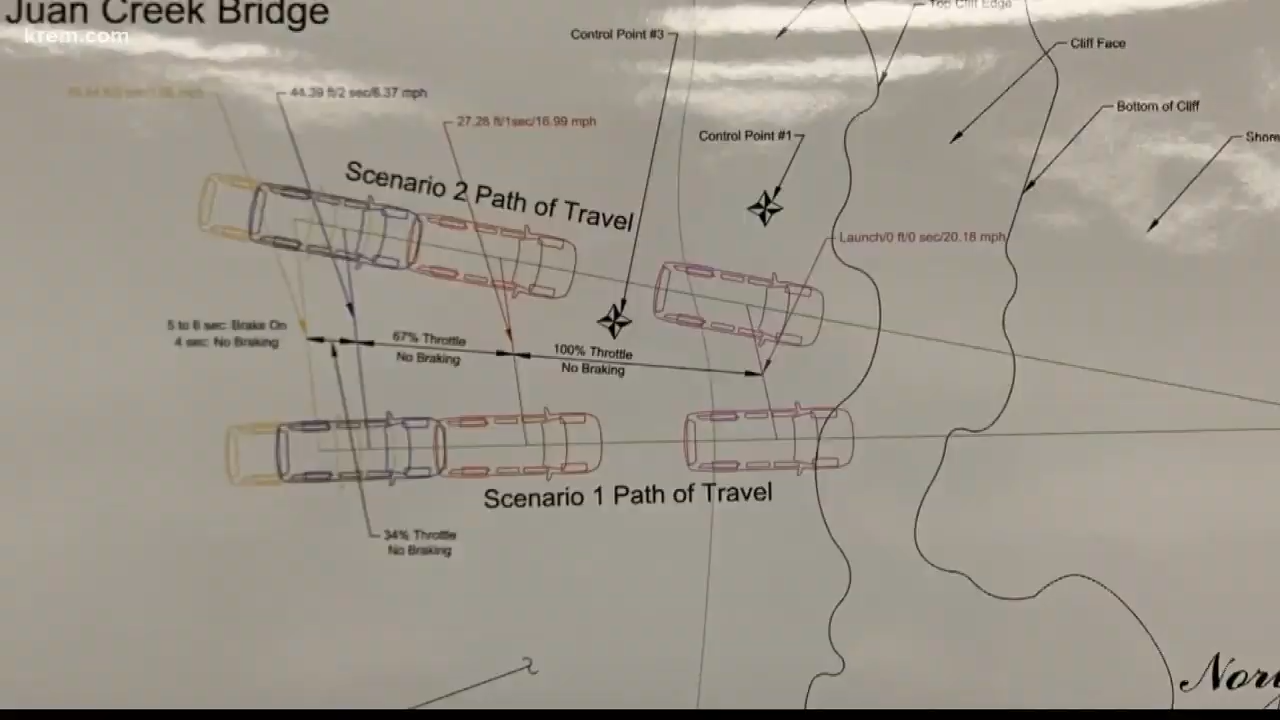 Juan Creek Bridge
krem.com
Control Point #3
Top Cliff Edge
Cliff Face
44.39 ft/2 sec/6.37 mph
Bottom of Cliff
27.28 ft/1sec/16.99 mph
Control Point #1
Scenario 2 Path of Travel
Launch/0 ft/0 sec/20.18 mph
5 to 6 sec. Brake On
4 sec. No Braking
67% Throttle
No Braking
100% Throttle
No Braking
Scenario 1 Path of Travel
34% Throttle
No Braking